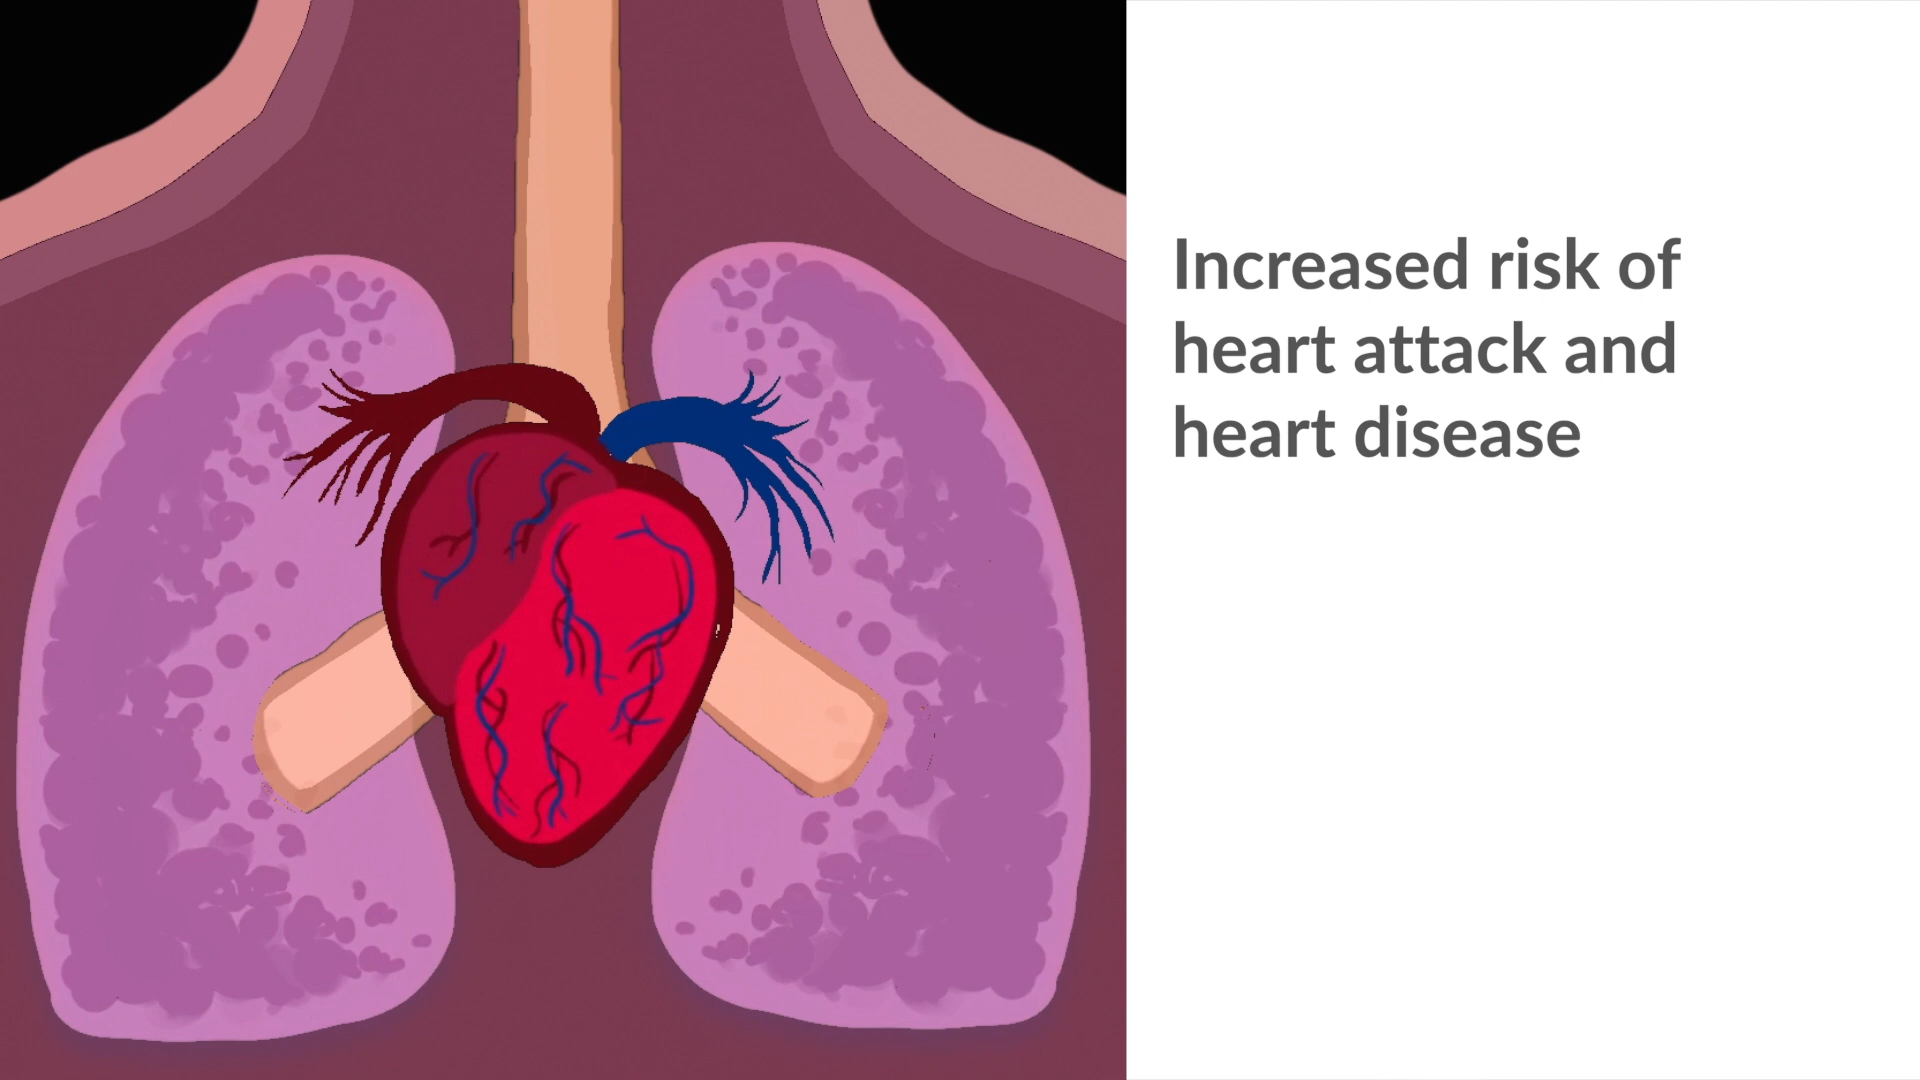 Increased risk of
heart attack and
heart disease